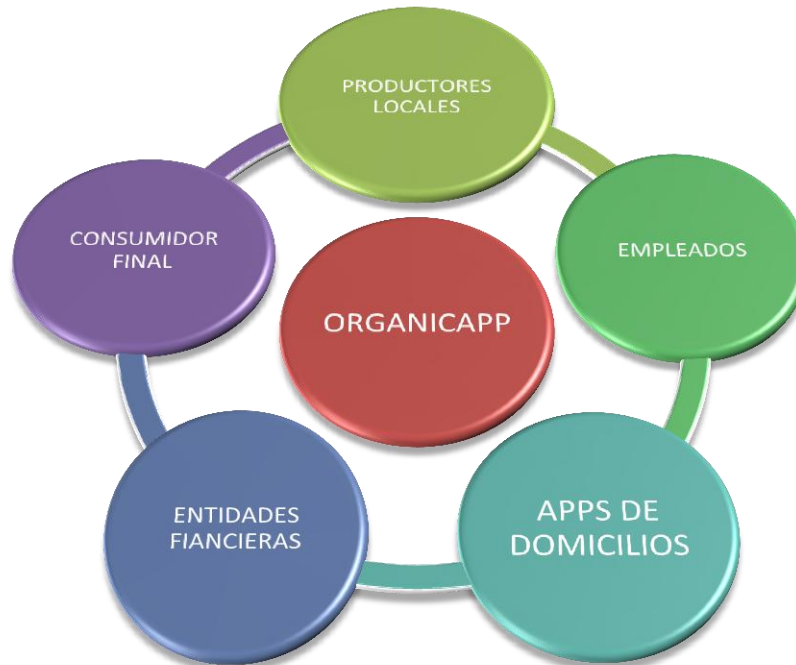 PRODUCTORES
LOCALES
EMPLEADOS
APPS DE
DOMICILIOS
ENTIDADES
FIANCIERAS
CONSUMIDOR
FINAL
ORGANICAPP